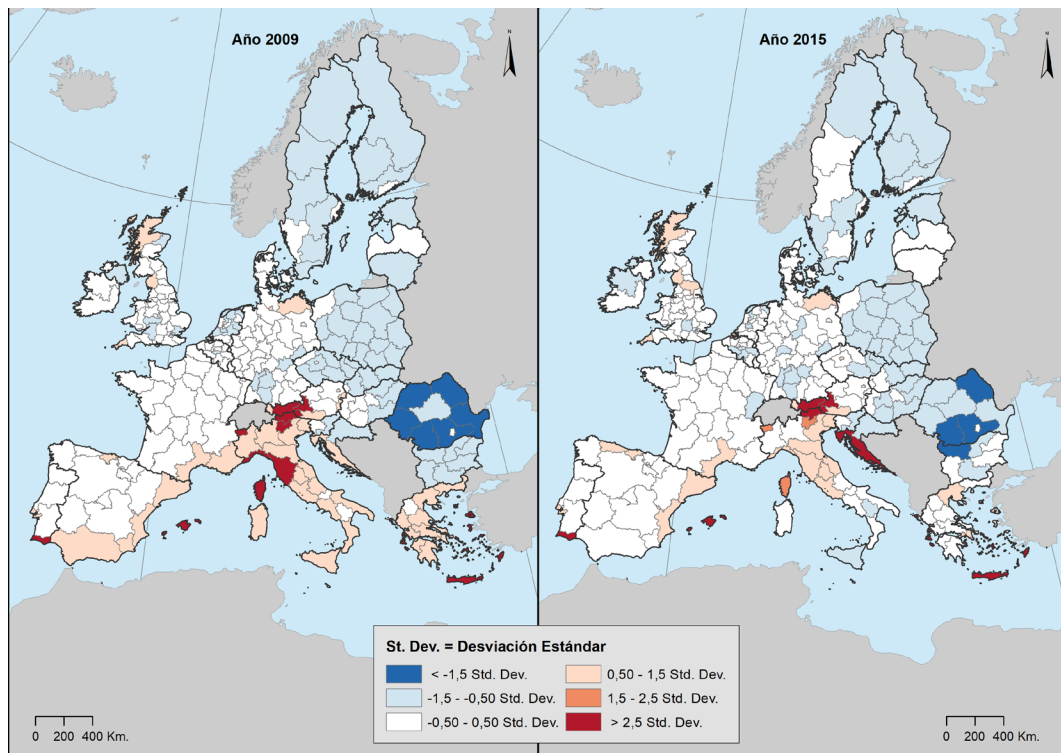 Año 2009
N
Año 2015
N
St. Dev. = Desviación Estándar
< -1,5 Std. Dev.
-1,5 - -0,50 Std. Dev.
-0,50 - 0,50 Std. Dev.
0,50 - 1,5 Std. Dev.
1,5 - 2,5 Std. Dev.
> 2,5 Std. Dev.
0 200 400 Km.
0 200 400 Km.